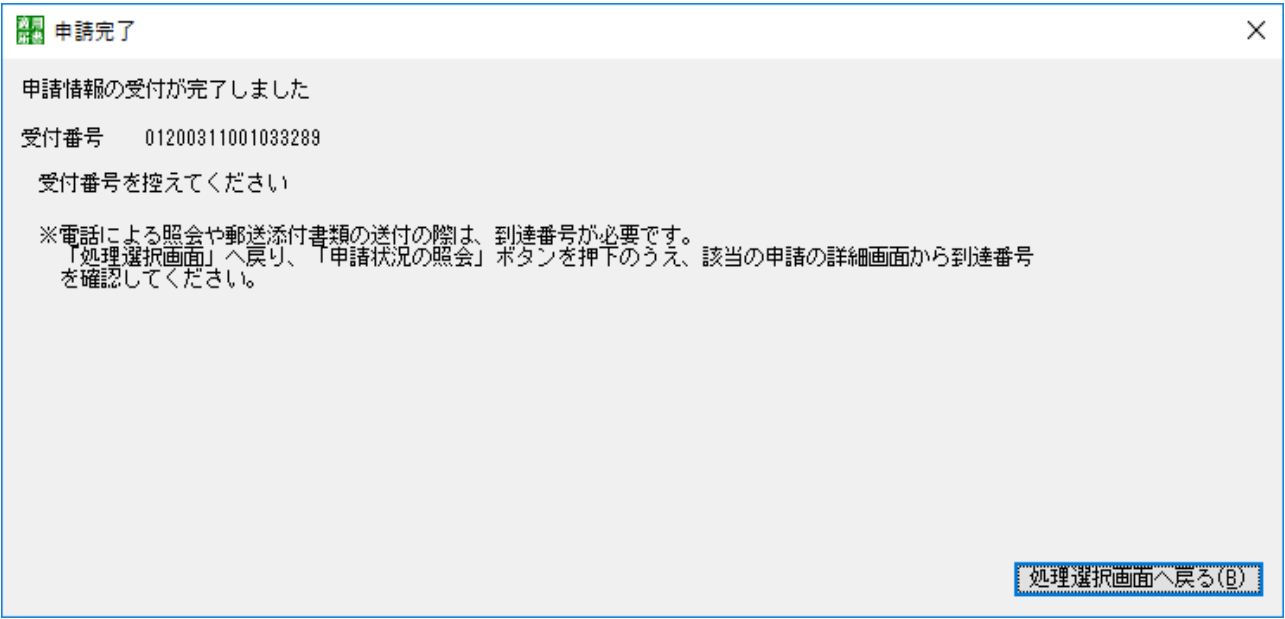 申請完了
申請情報の受付が完了しました
受付番号 01200311001033289
受付番号を控えてください
※電話による照会や郵送添付書類の送付の際は、到達番号が必要です。
「処理選択画面」へ戻り、「申請状況の照会」ボタンを押下のうえ、該当の申請の詳細画面から到達番号
を確認してください。
処理選択画面へ戻る(B)